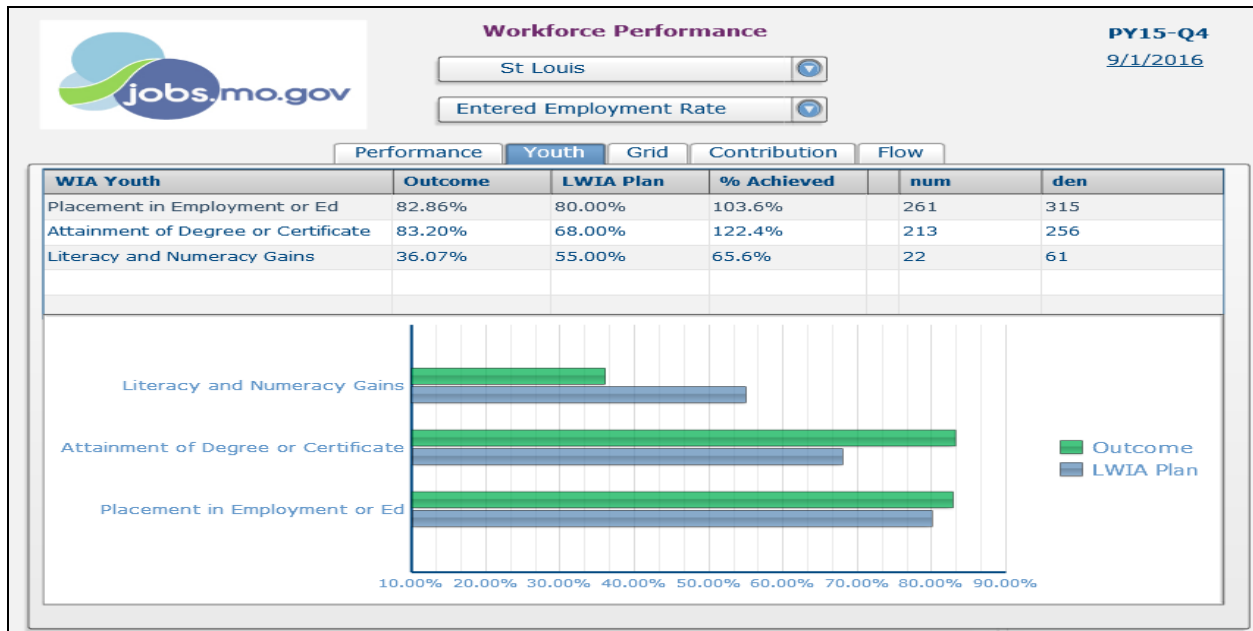 Workforce Performance
PY15-Q4
9/1/2016
jobs.mo.gov
St Louis
Entered Employment Rate
Performance Youth Grid Contribution Flow
WIA Youth Outcome LWIA Plan % Achieved num den
Placement in Employment or Ed 82.86% 80.00% 103.6% 261 315
Attainment of Degree or Certificate 83.20% 68.00% 122.4% 213 256
Literacy and Numeracy Gains 36.07% 55.00% 65.6% 22 61
Literacy and Numeracy Gains
Attainment of Degree or Certificate
Placement in Employment or Ed
Outcome
LWIA Plan
10.00% 20.00% 30.00% 40.00% 50.00% 60.00% 70.00% 80.00% 90.00%